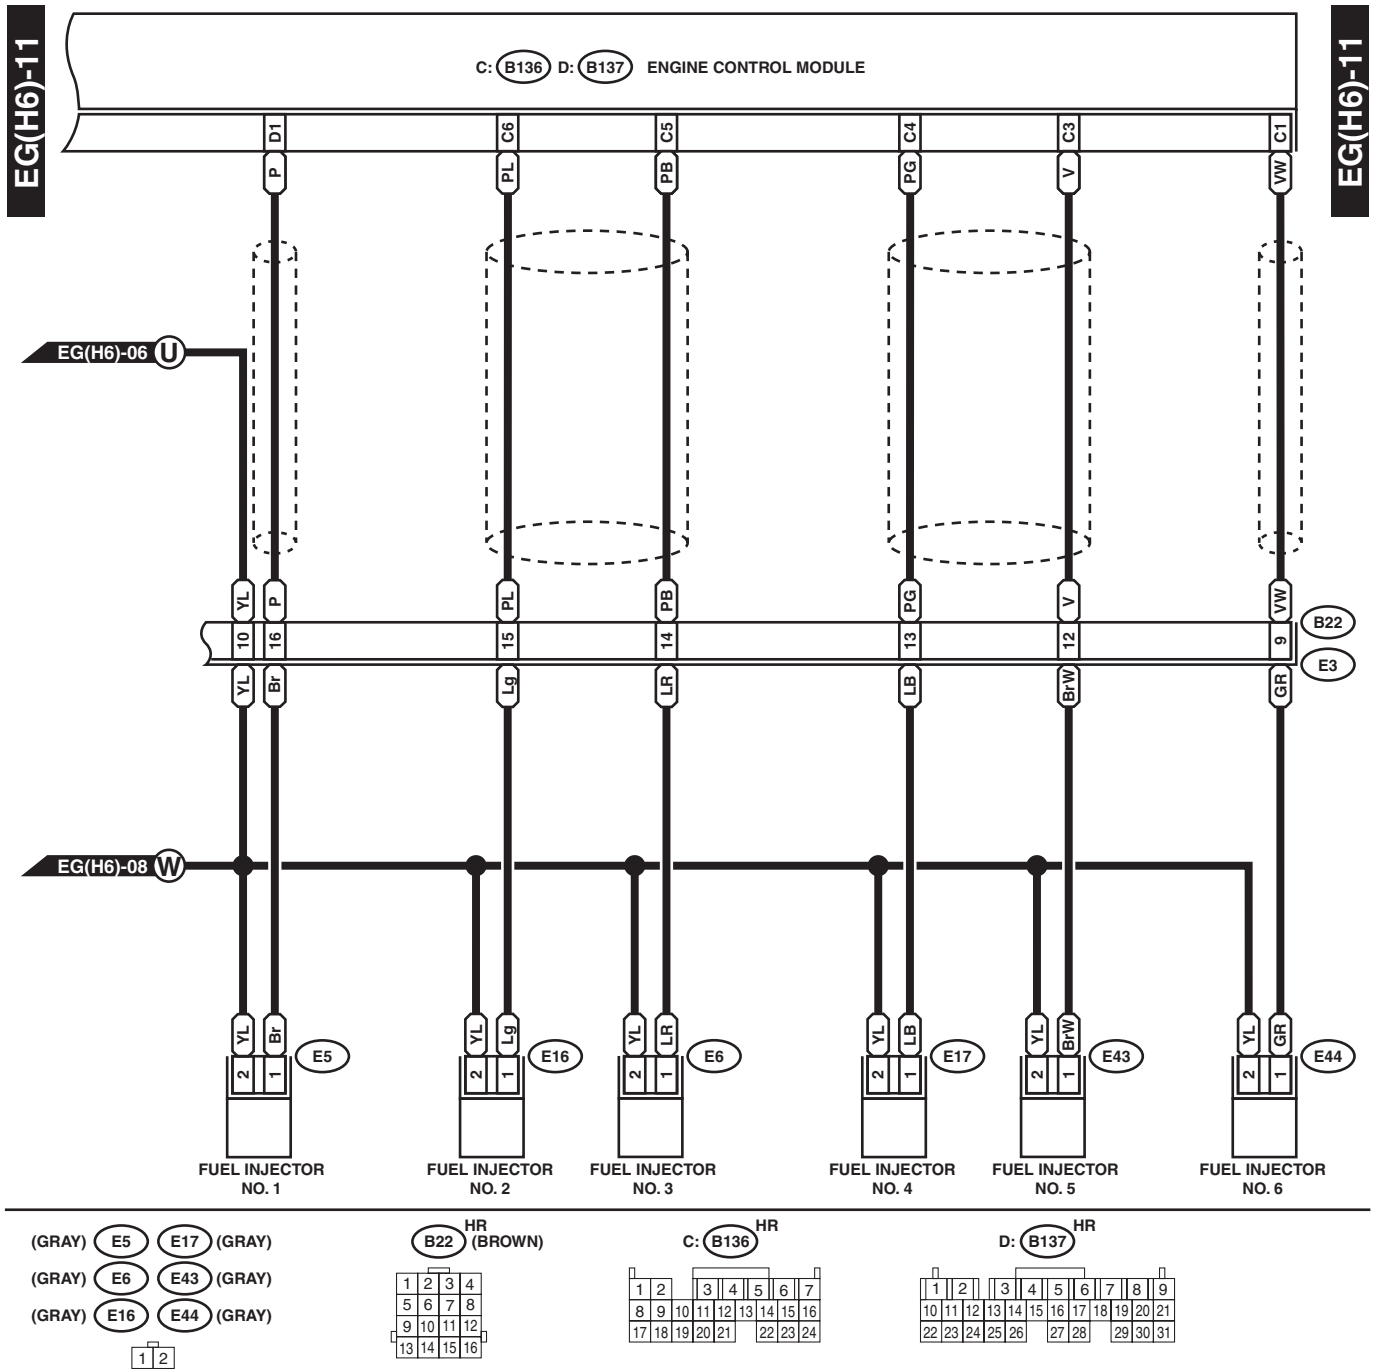 EG(H6)-11
EG(H6)-11
C: B136 D: B137 ENGINE CONTROL MODULE
D1 C6 C5 C4 C3 C1
P PL PB PG V VW
EG(H6)-06 U
YL P PL PB PG V VW
B22
10 16 15 14 13 12 9
E3
YL Br Lg LR LB BrW GR
EG(H6)-08 W
YL Br YL Lg YL LR YL LB YL BrW YL GR
E5 E16 E6 E17 E43 E44
2 1 2 1 2 1 2 1 2 1 2 1
FUEL INJECTOR NO. 1
FUEL INJECTOR NO. 2
FUEL INJECTOR NO. 3
FUEL INJECTOR NO. 4
FUEL INJECTOR NO. 5
FUEL INJECTOR NO. 6
(GRAY) E5 E17 (GRAY)
(GRAY) E6 E43 (GRAY)
(GRAY) E16 E44 (GRAY)
1 2
B22 HR (BROWN)
1 2 3 4
5 6 7 8
9 10 11 12
13 14 15 16
C: B136 HR
1 2 3 4 5 6 7
8 9 10 11 12 13 14 15 16
17 18 19 20 21 22 23 24
D: B137 HR
1 2 3 4 5 6 7 8 9
10 11 12 13 14 15 16 17 18 19 20 21
22 23 24 25 26 27 28 29 30 31